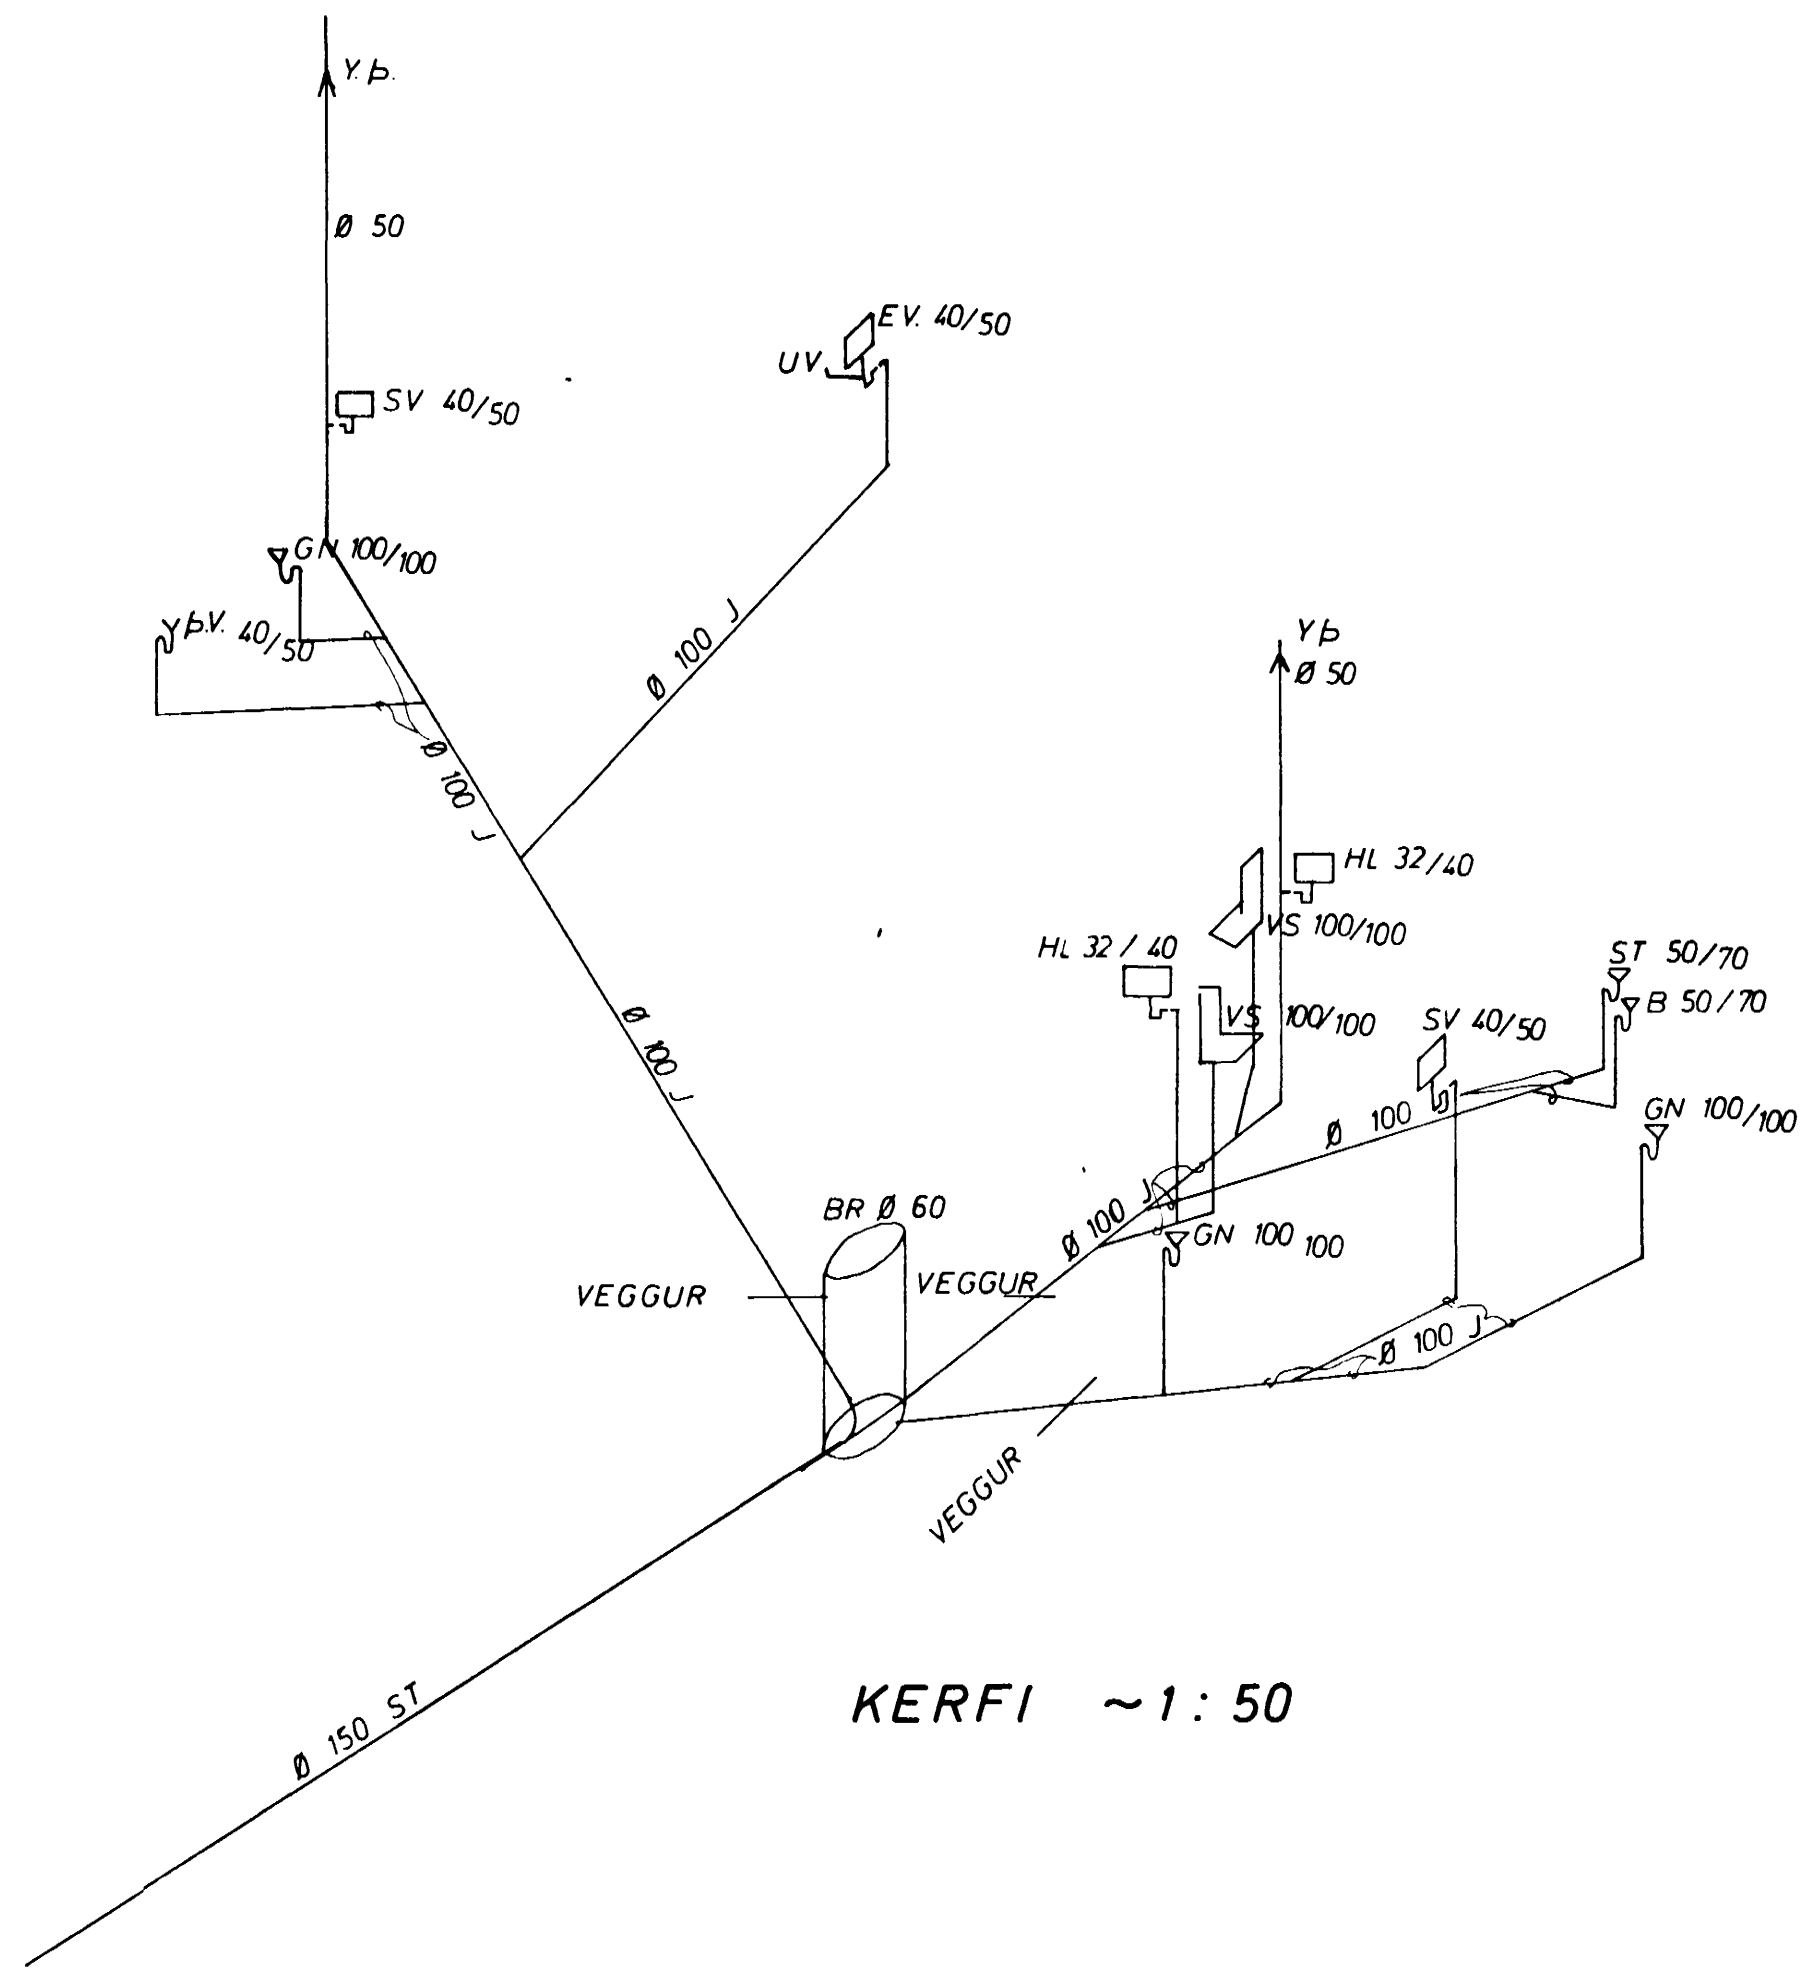 Y.Þ.
Ø 50
EV. 40/50
UV
SV 40/50
GN 100/100
Y.Þ.V. 40/50
Ø 100 J
Ø 100 J
YÞ
Ø 50
Ø 100 J
HL 32/40
VS 100/100
HL 32/40
ST 50/70
B 50/70
VS 100/100
SV 40/50
GN 100/100
Ø 100 J
BR Ø 60
Ø 100 J
GN 100 100
VEGGUR
VEGGUR
Ø 100 J
VEGGUR
Ø 150 ST
KERFI ~1:50